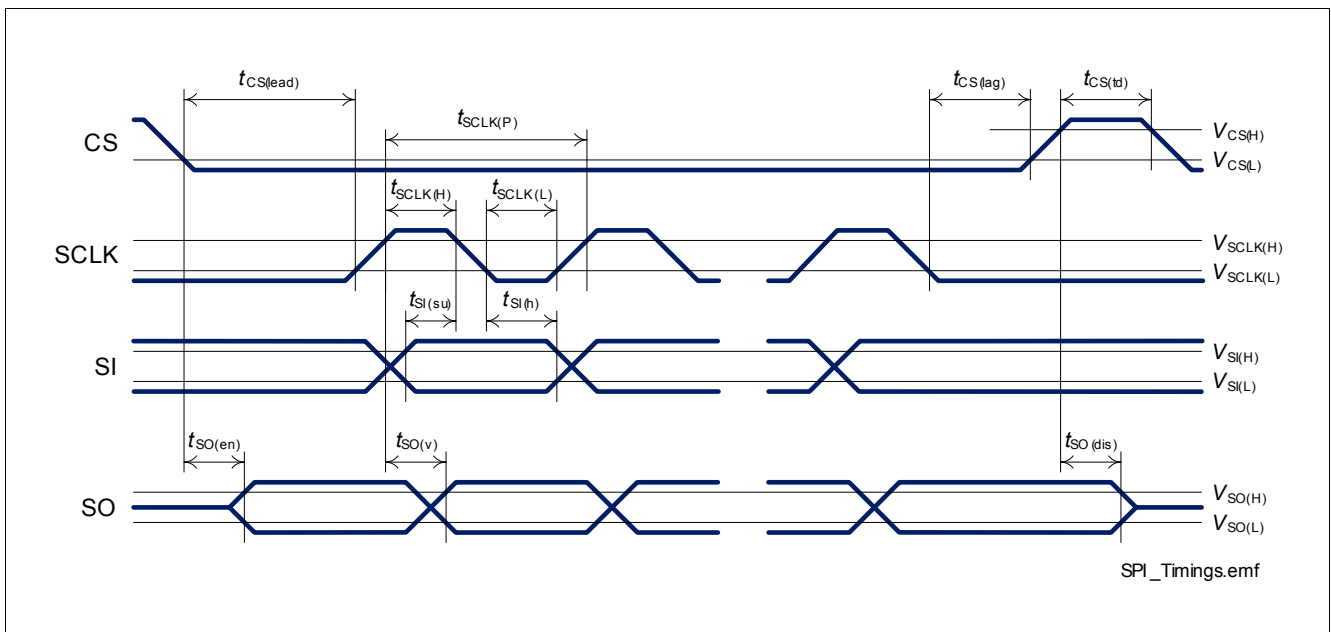 tCS(lead) tCS(lag) tCS(td)
tSCLK(P)
CS VCS(H)
VCS(L)
tSCLK(H) tSCLK(L)
SCLK VSCLK(H)
VSCLK(L)
tSI(su) tSI(h)
SI VSI(H)
VSI(L)
tSO(en) tSO(v) tSO(dis)
SO VSO(H)
VSO(L)
SPI_Timings.emf